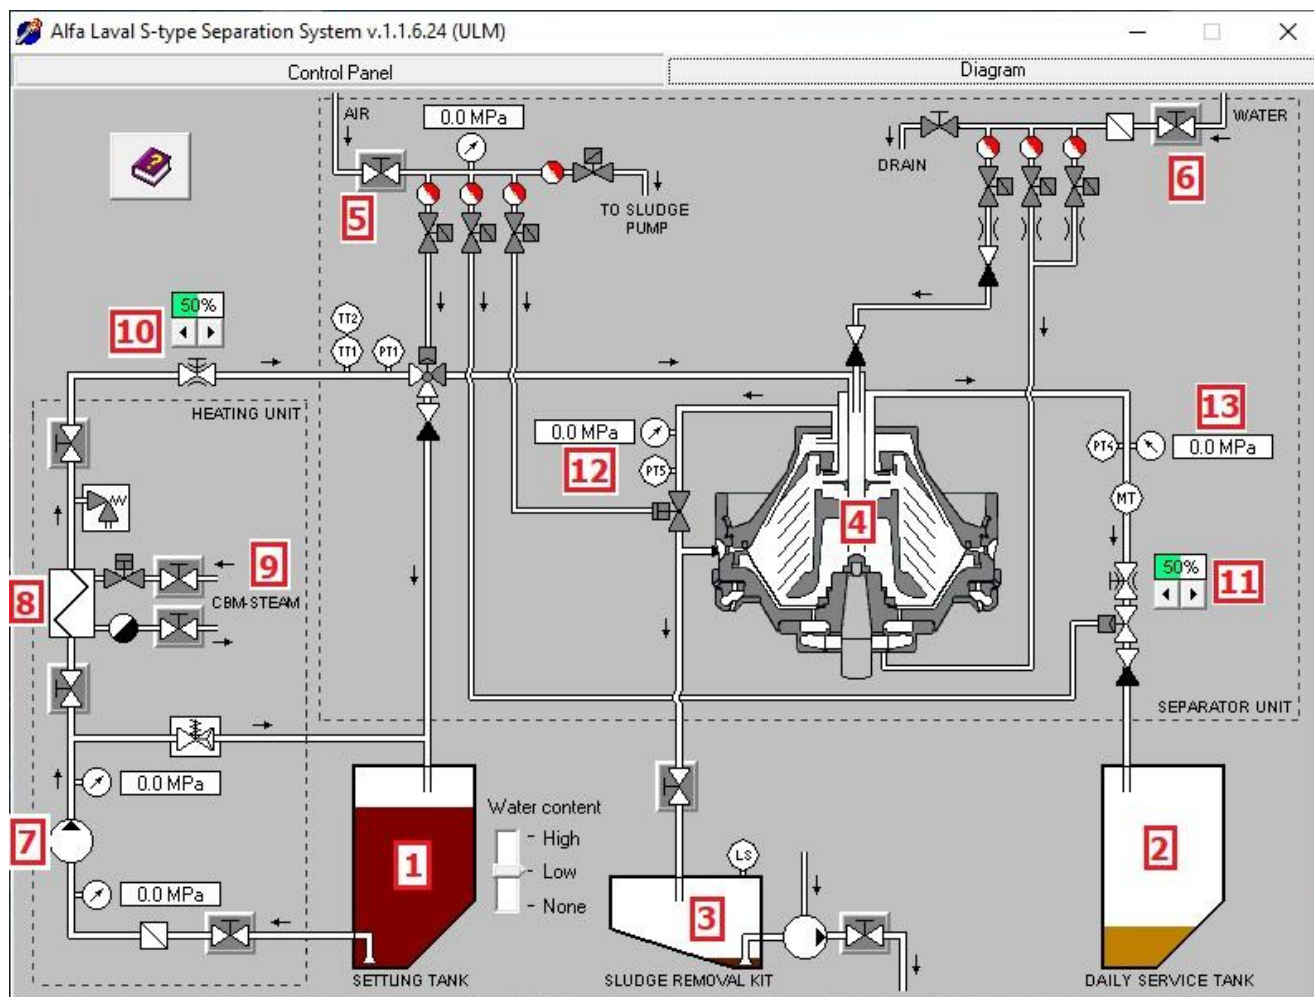 Alfa Laval S-type Separation System v.1.1.6.24 (ULM)
Control Panel
Diagram
AIR
0.0 MPa
WATER
DRAIN
5
6
TO SLUDGE
PUMP
?
50%
10
TT2
TT1
PT1
HEATING UNIT
13
0.0 MPa
PT4
0.0 MPa
12
PT5
MT
4
9
8
CBM-STEAM
50%
11
SEPARATOR UNIT
0.0 MPa
7
Water content
High
Low
None
1
2
LS
3
0.0 MPa
SETTLING TANK
SLUDGE REMOVAL KIT
DAILY SERVICE TANK